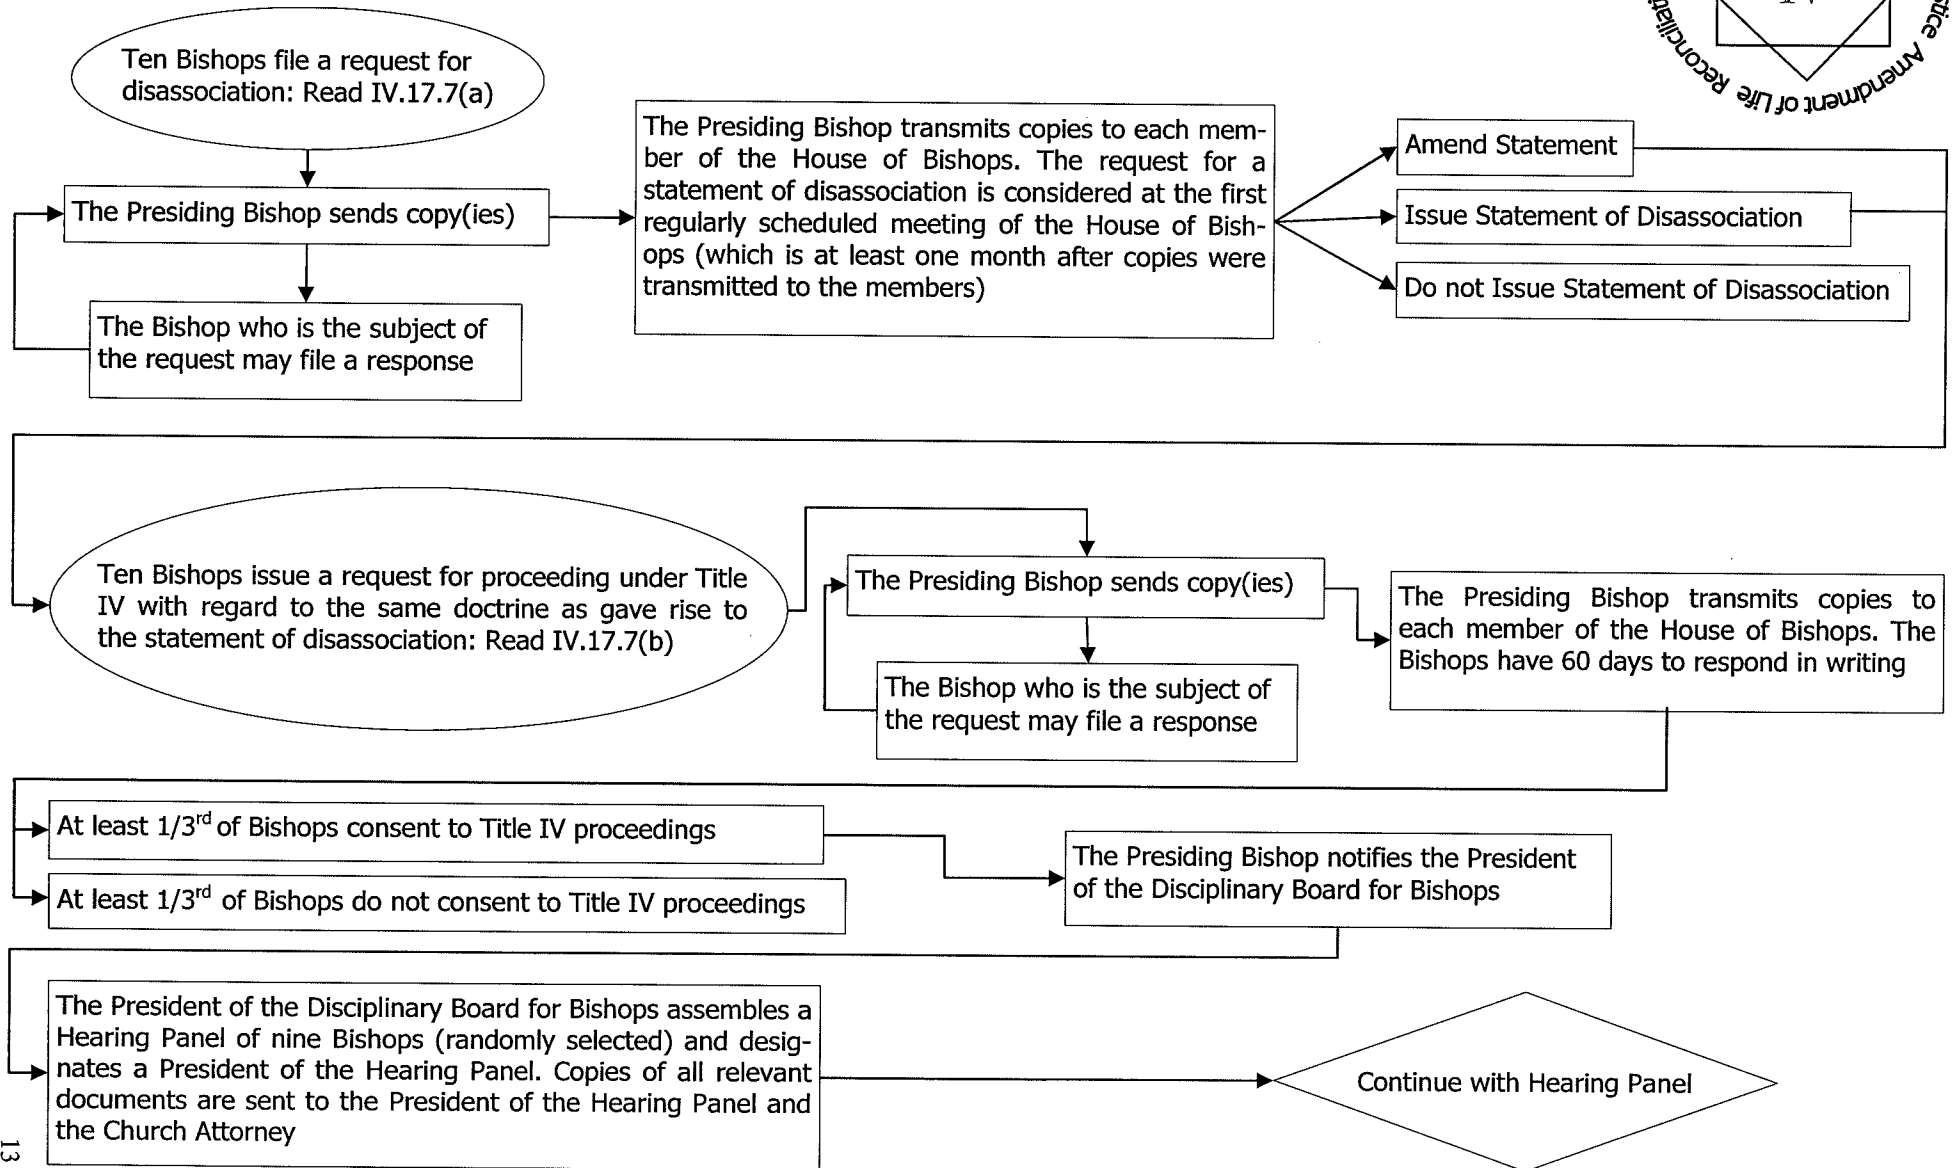 Ten Bishops file a request for
disassociation: Read IV.17.7(a)
The Presiding Bishop sends copy(ies)
The Bishop who is the subject of
the request may file a response
The Presiding Bishop transmits copies to each mem-
ber of the House of Bishops. The request for a
statement of disassociation is considered at the first
regularly scheduled meeting of the House of Bish-
ops (which is at least one month after copies were
transmitted to the members)
Amend Statement
Issue Statement of Disassociation
Do not Issue Statement of Disassociation
Amendment of Life
Ten Bishops issue a request for proceeding under Title
IV with regard to the same doctrine as gave rise to
the statement of disassociation: Read IV.17.7(b)
The Presiding Bishop sends copy(ies)
The Bishop who is the subject of
the request may file a response
The Presiding Bishop transmits copies to
each member of the House of Bishops. The
Bishops have 60 days to respond in writing
At least 1/3rd of Bishops consent to Title IV proceedings
At least 1/3rd of Bishops do not consent to Title IV proceedings
The Presiding Bishop notifies the President
of the Disciplinary Board for Bishops
The President of the Disciplinary Board for Bishops assembles a
Hearing Panel of nine Bishops (randomly selected) and desig-
nates a President of the Hearing Panel. Copies of all relevant
documents are sent to the President of the Hearing Panel and
the Church Attorney
Continue with Hearing Panel
13